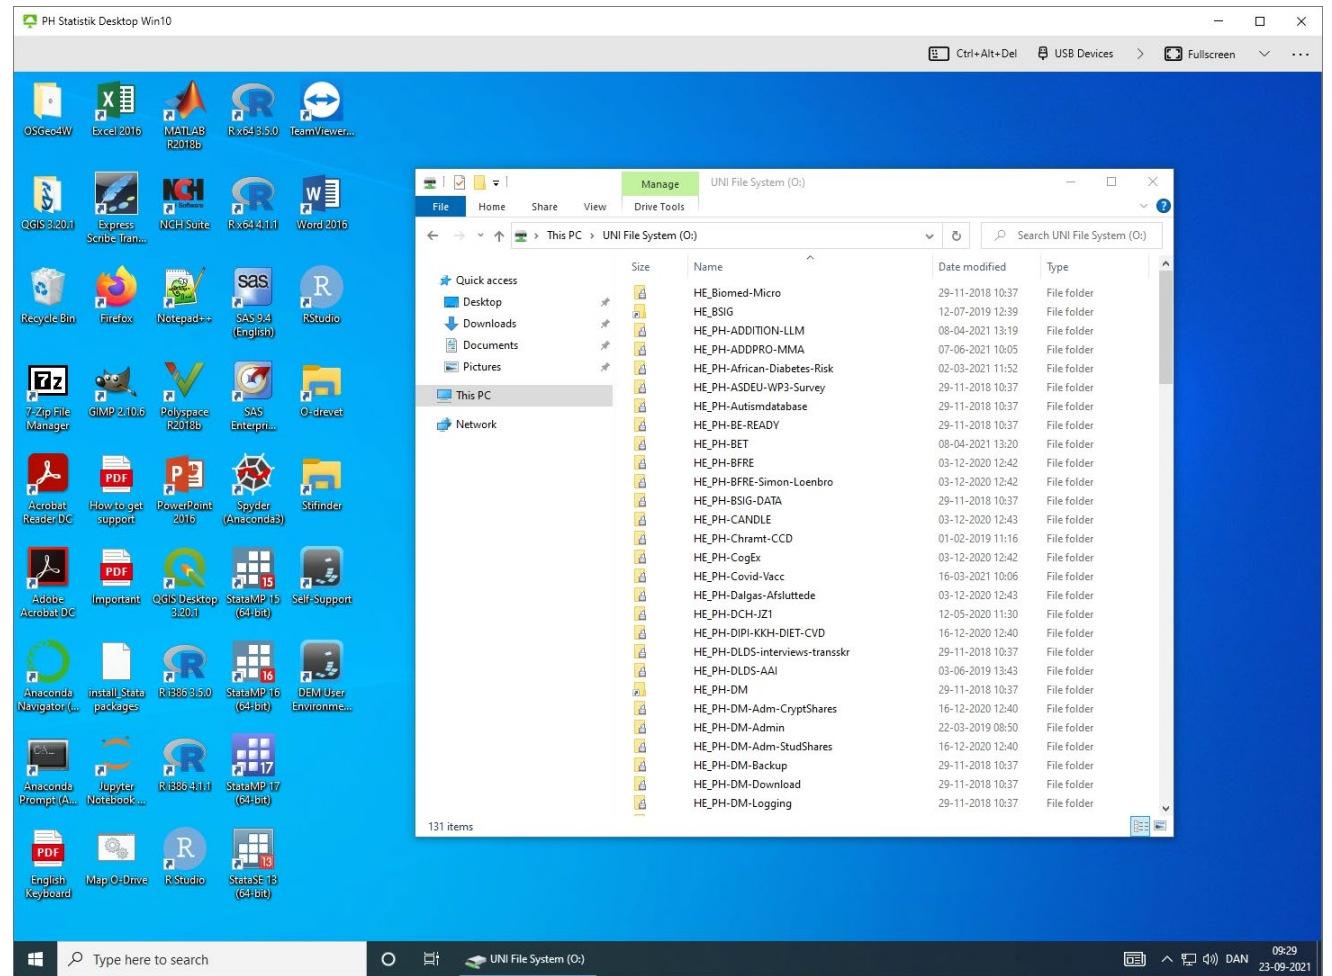 PH Statistik Desktop Win10
Ctrl+Alt+Del USB Devices Fullscreen
OSGeo4W
Excel 2016
MATLAB
R2018b
R x64 3.5.0
TeamViewer...
QGIS 3.20.1
Express
Scribe Tran...
NCH Suite
R x64 4.1.1
Word 2016
Recycle Bin
Firefox
Notepad++
SAS 9.4
(English)
RStudio
7-Zip File
Manager
GIMP 2.10.6
Polyspace
R2018b
SAS
Enterpri...
O-drevet
Acrobat
Reader DC
How to get
support
PowerPoint
2016
Spyder
(Anaconda3)
Stifinder
Adobe
Acrobat DC
Important
QGIS Desktop
3.20.1
StataMP 15
(64-bit)
Self-Support
Anaconda
Navigator (...
install_Stata
packages
R i386 3.5.0
StataMP 16
(64-bit)
DEM User
Environme...
Anaconda
Prompt (A...
Jupyter
Notebook ...
R i386 4.1.1
StataMP 17
(64-bit)
English
Keyboard
Map O-Drive
R Studio
StataSE 13
(64-bit)
Manage UNI File System (O:)
File Home Share View Drive Tools
This PC > UNI File System (O:) Search UNI File System (O:)
Quick access
Desktop
Downloads
Documents
Pictures
This PC
Network
Size Name Date modified Type
HE_Biomed-Micro 29-11-2018 10:37 File folder
HE_BSIG 12-07-2019 12:39 File folder
HE_PH-ADDITION-LLM 08-04-2021 13:19 File folder
HE_PH-ADDPRO-MMA 07-06-2021 10:05 File folder
HE_PH-African-Diabetes-Risk 02-03-2021 11:52 File folder
HE_PH-ASDEU-WP3-Survey 29-11-2018 10:37 File folder
HE_PH-Autismdatabase 29-11-2018 10:37 File folder
HE_PH-BE-READY 29-11-2018 10:37 File folder
HE_PH-BET 08-04-2021 13:20 File folder
HE_PH-BFRE 03-12-2020 12:42 File folder
HE_PH-BFRE-Simon-Loenbro 03-12-2020 12:42 File folder
HE_PH-BSIG-DATA 29-11-2018 10:37 File folder
HE_PH-CANDLE 03-12-2020 12:43 File folder
HE_PH-Chramt-CCD 01-02-2019 11:16 File folder
HE_PH-CogEx 03-12-2020 12:42 File folder
HE_PH-Covid-Vacc 16-03-2021 10:06 File folder
HE_PH-Dalgas-Afsluttede 03-12-2020 12:43 File folder
HE_PH-DCH-JZ1 12-05-2020 11:30 File folder
HE_PH-DIPI-KKH-DIET-CVD 16-12-2020 12:40 File folder
HE_PH-DLDS-interviews-transskr 29-11-2018 10:37 File folder
HE_PH-DLDS-AAI 03-06-2019 13:43 File folder
HE_PH-DM 29-11-2018 10:37 File folder
HE_PH-DM-Adm-CryptShares 16-12-2020 12:40 File folder
HE_PH-DM-Admin 22-03-2019 08:50 File folder
HE_PH-DM-Adm-StudShares 16-12-2020 12:40 File folder
HE_PH-DM-Backup 29-11-2018 10:37 File folder
HE_PH-DM-Download 29-11-2018 10:37 File folder
HE_PH-DM-Logging 29-11-2018 10:37 File folder
131 items
Type here to search
UNI File System (O:)
DAN
09:29
23-09-2021